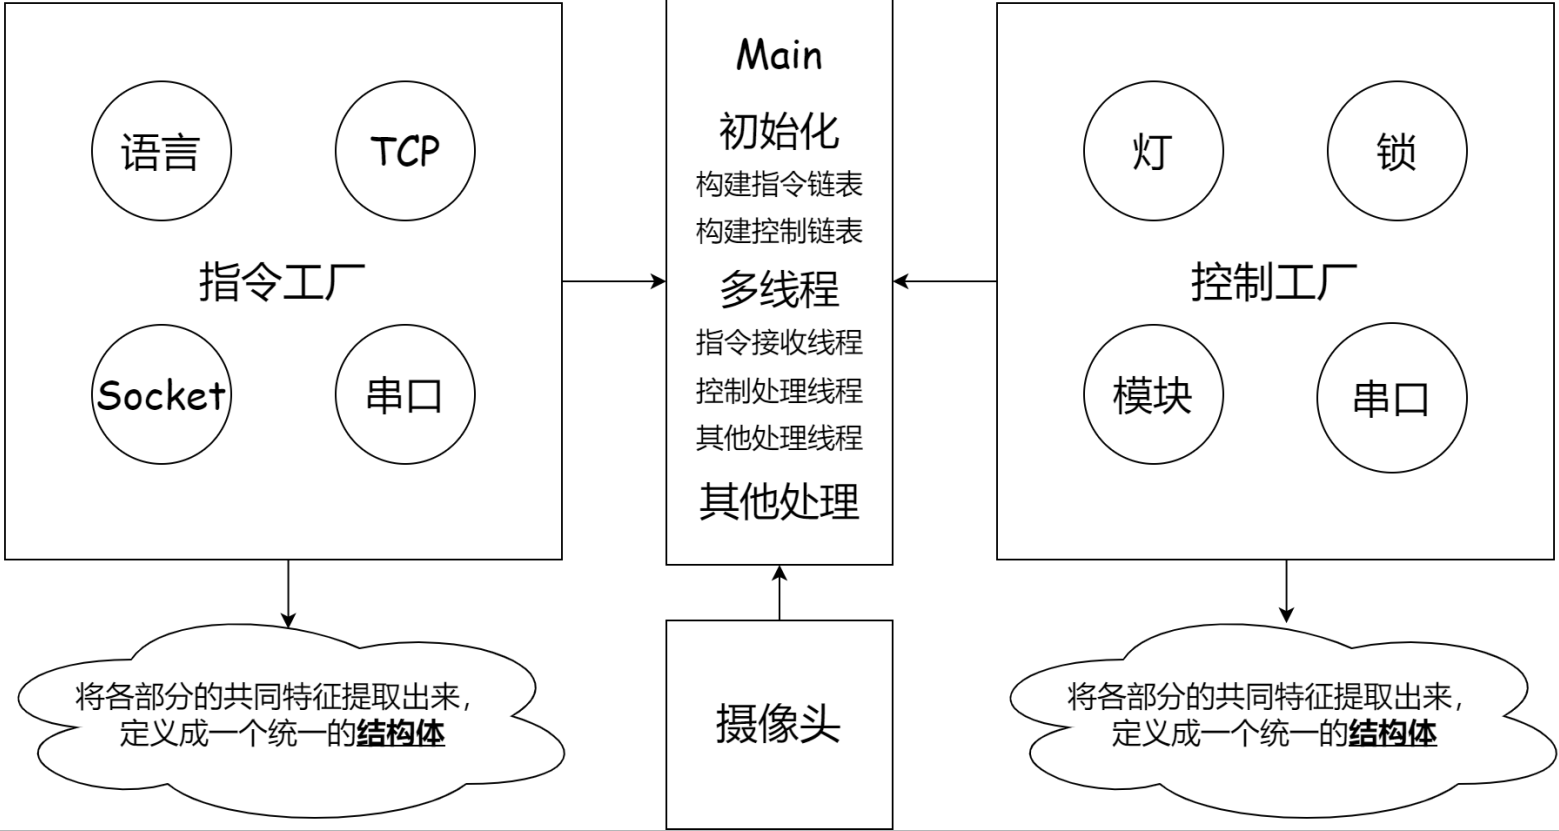 语言
TCP
指令工厂
Socket
串口
将各部分的共同特征提取出来,
定义成一个统一的结构体
Main
初始化
构建指令链表
构建控制链表
多线程
指令接收线程
控制处理线程
其他处理线程
其他处理
摄像头
灯
锁
控制工厂
模块
串口
将各部分的共同特征提取出来,
定义成一个统一的结构体